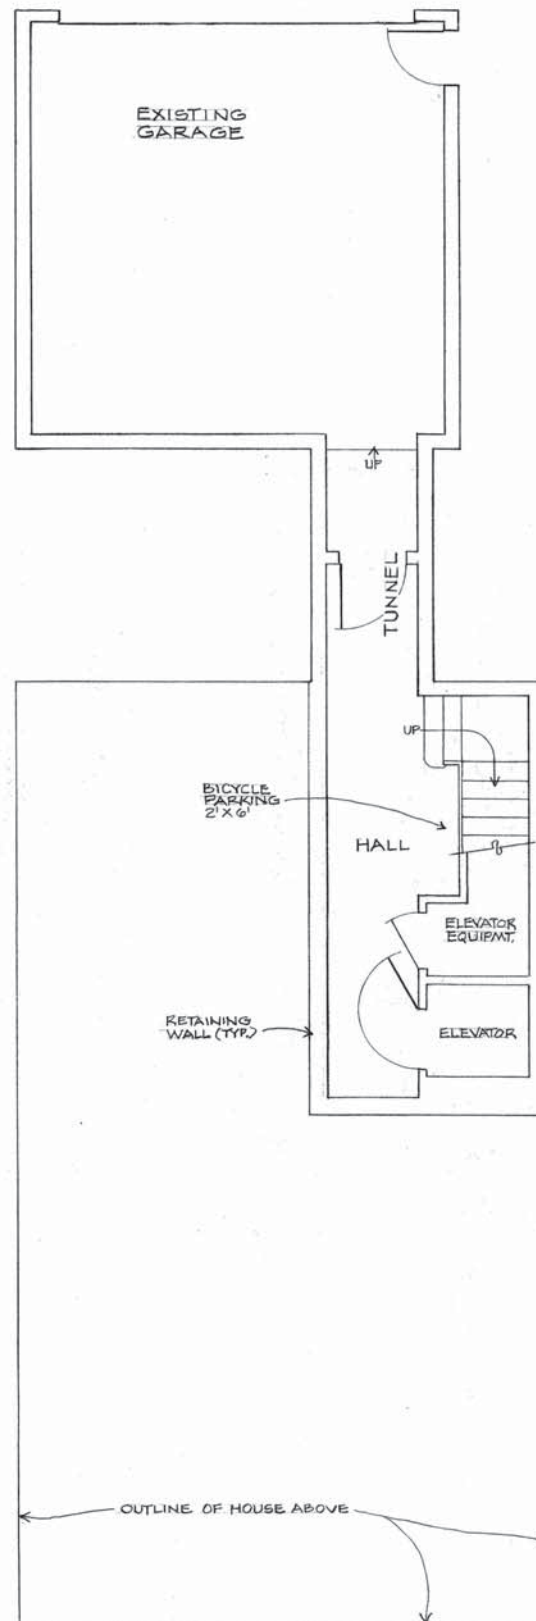 EXISTING
GARAGE
UP
TUNNEL
UP
BICYCLE
PARKING
2' X 6'
HALL
ELEVATOR
EQUIPMT.
RETAINING
WALL (TYP.)
ELEVATOR
OUTLINE OF HOUSE ABOVE